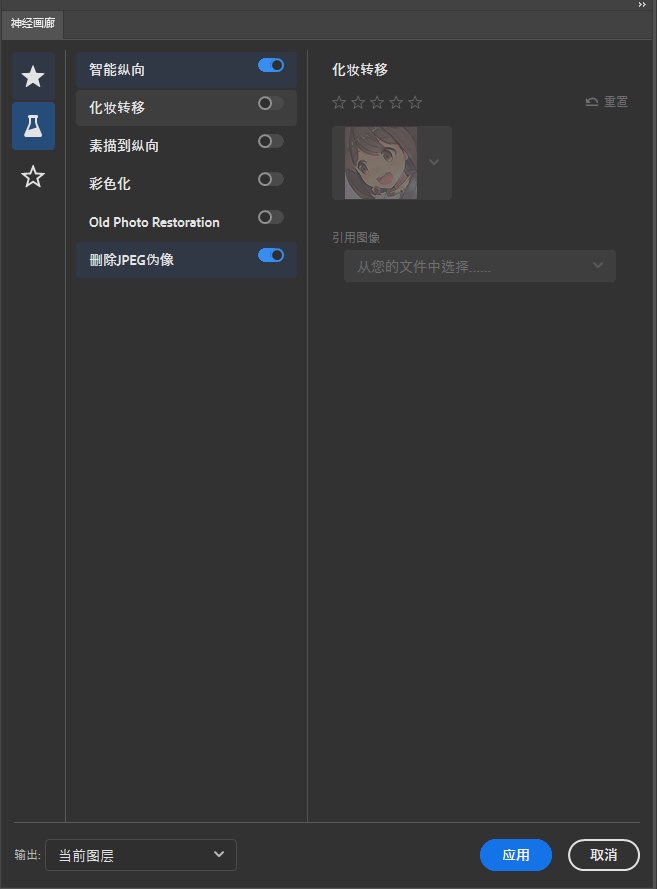 神经画廊
智能纵向
化妆转移
素描到纵向
彩色化
Old Photo Restoration
删除JPEG伪像
化妆转移
重置
引用图像
从您的文件中选择......
输出:
当前图层
应用
取消